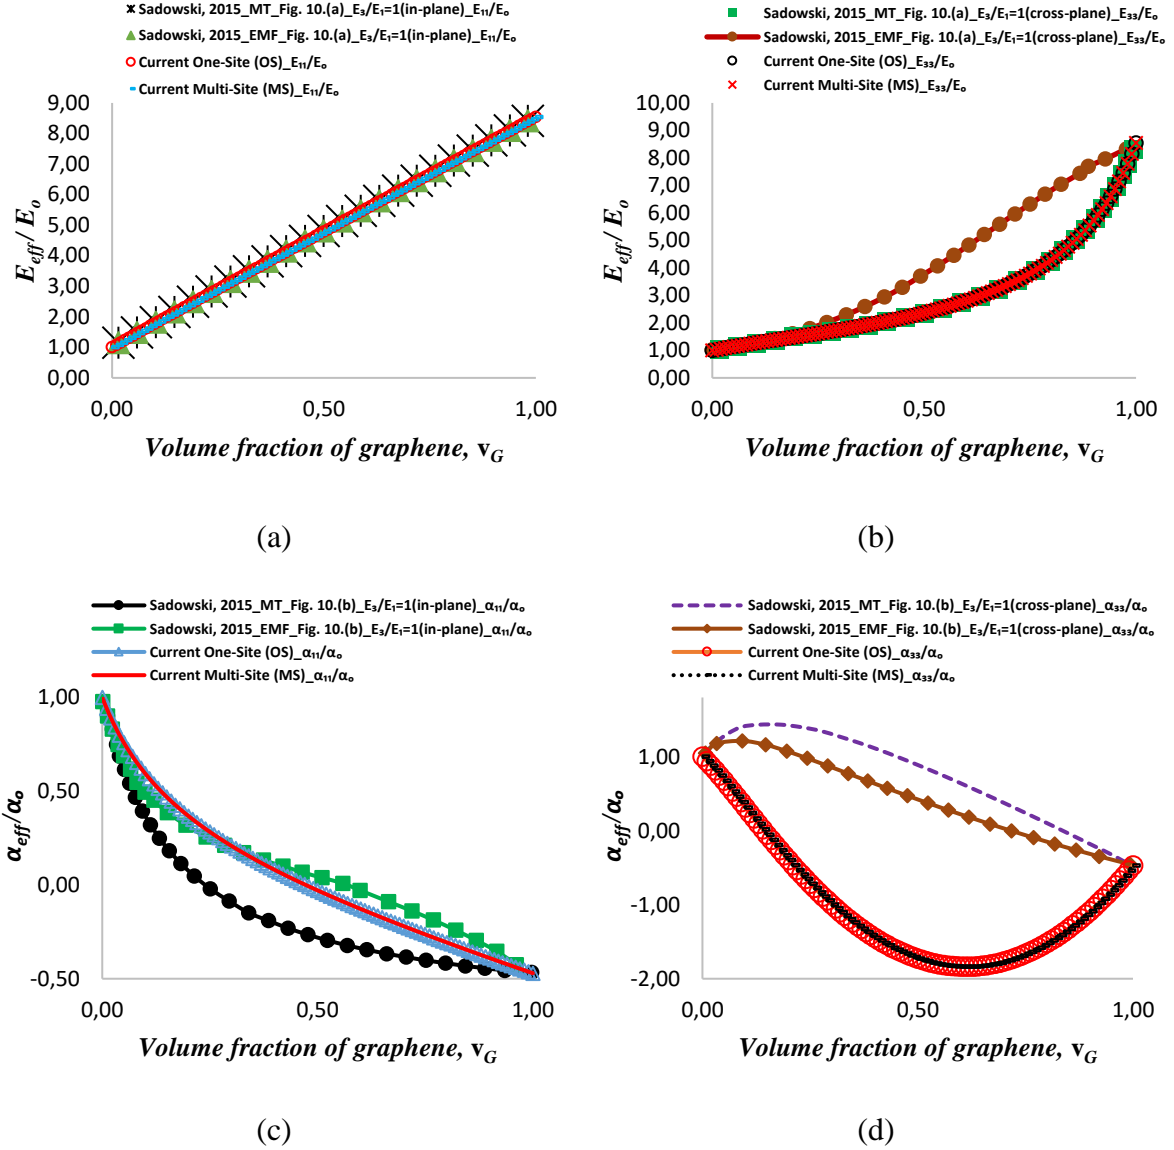 Sadowski, 2015_MT_Fig. 10.(a)_E₃/E₁=1(in-plane)_E₁₁/Eₒ
Sadowski, 2015_EMF_Fig. 10.(a)_E₃/E₁=1(in-plane)_E₁₁/Eₒ
Current One-Site (OS)_E₁₁/Eₒ
Current Multi-Site (MS)_E₁₁/Eₒ
9,00
8,00
7,00
6,00
5,00
4,00
3,00
2,00
1,00
0,00
E_eff / E_o
0,00 0,50 1,00
Volume fraction of graphene, v_G
(a)
Sadowski, 2015_MT_Fig. 10.(a)_E₃/E₁=1(cross-plane)_E₃₃/Eₒ
Sadowski, 2015_EMF_Fig. 10.(a)_E₃/E₁=1(cross-plane)_E₃₃/Eₒ
Current One-Site (OS)_E₃₃/Eₒ
Current Multi-Site (MS)_E₃₃/Eₒ
10,00
9,00
8,00
7,00
6,00
5,00
4,00
3,00
2,00
1,00
0,00
E_eff / E_o
0,00 0,50 1,00
Volume fraction of graphene, v_G
(b)
Sadowski, 2015_MT_Fig. 10.(b)_E₃/E₁=1(in-plane)_α₁₁/αₒ
Sadowski, 2015_EMF_Fig. 10.(b)_E₃/E₁=1(in-plane)_α₁₁/αₒ
Current One-Site (OS)_α₁₁/αₒ
Current Multi-Site (MS)_α₁₁/αₒ
1,00
0,50
0,00
-0,50
α_eff/αₒ
0,00 0,50 1,00
Volume fraction of graphene, v_G
(c)
Sadowski, 2015_MT_Fig. 10.(b)_E₃/E₁=1(cross-plane)_α₃₃/αₒ
Sadowski, 2015_EMF_Fig. 10.(b)_E₃/E₁=1(cross-plane)_α₃₃/αₒ
Current One-Site (OS)_α₃₃/αₒ
Current Multi-Site (MS)_α₃₃/αₒ
1,00
0,00
-1,00
-2,00
α_eff/αₒ
0,00 0,50 1,00
Volume fraction of graphene, v_G
(d)